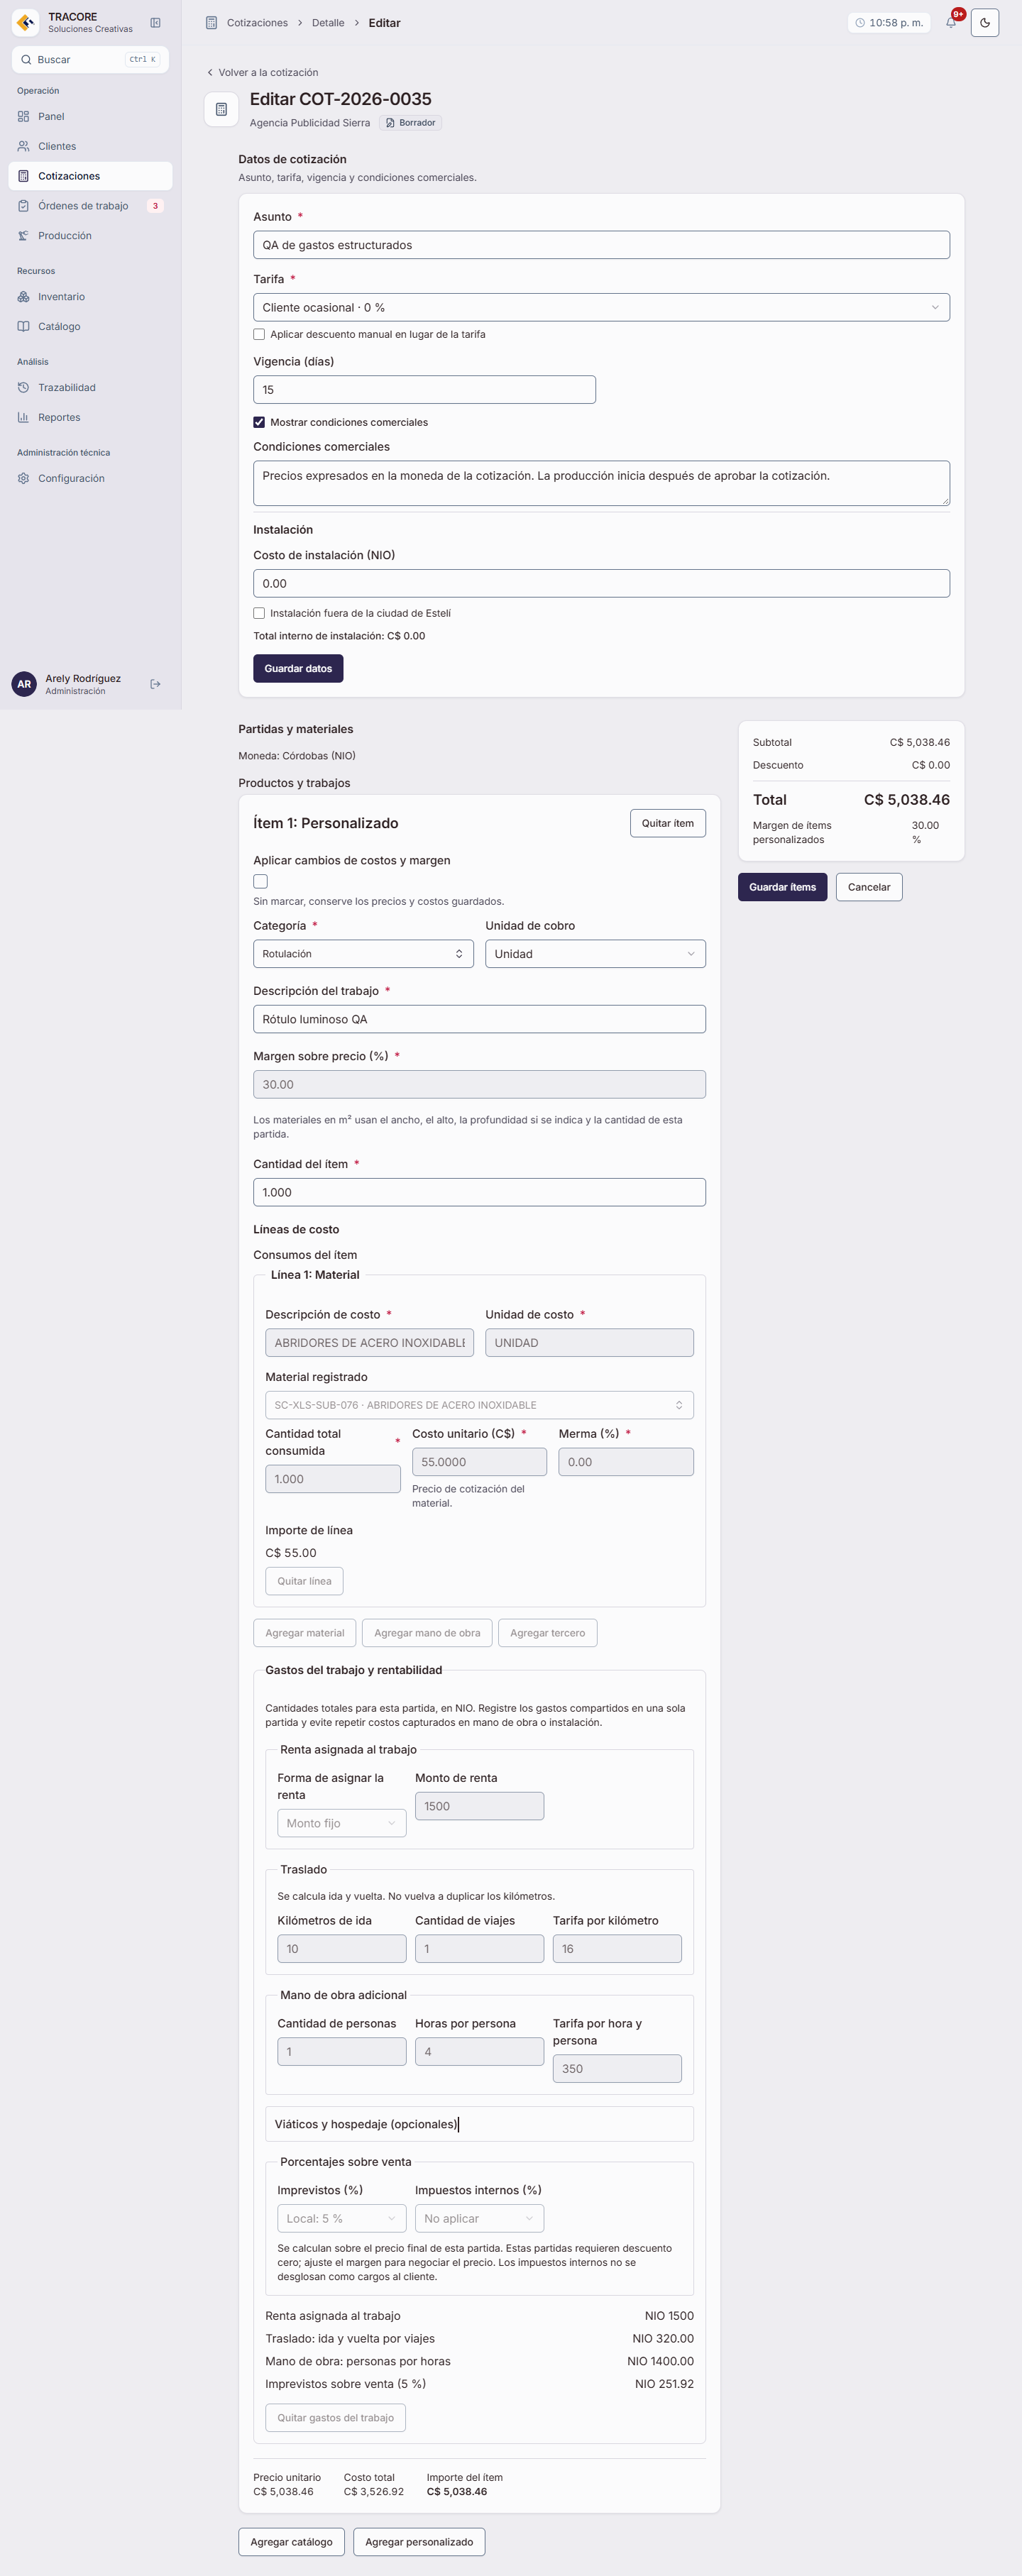 TRACORE
Soluciones Creativas
Buscar
Ctrl K
Operación
Panel
Clientes
Cotizaciones
Órdenes de trabajo
3
Producción
Recursos
Inventario
Catálogo
Análisis
Trazabilidad
Reportes
Administración técnica
Configuración
AR
Arely Rodríguez
Administración
Cotizaciones > Detalle > Editar
10:58 p. m.
9+
Volver a la cotización
Editar COT-2026-0035
Agencia Publicidad Sierra
Borrador
Datos de cotización
Asunto, tarifa, vigencia y condiciones comerciales.
Asunto *
QA de gastos estructurados
Tarifa *
Cliente ocasional · 0 %
Aplicar descuento manual en lugar de la tarifa
Vigencia (días)
15
Mostrar condiciones comerciales
Condiciones comerciales
Precios expresados en la moneda de la cotización. La producción inicia después de aprobar la cotización.
Instalación
Costo de instalación (NIO)
0.00
Instalación fuera de la ciudad de Estelí
Total interno de instalación: C$ 0.00
Guardar datos
Partidas y materiales
Moneda: Córdobas (NIO)
Productos y trabajos
Ítem 1: Personalizado
Quitar ítem
Aplicar cambios de costos y margen
Sin marcar, conserve los precios y costos guardados.
Categoría *
Unidad de cobro
Rotulación
Unidad
Descripción del trabajo *
Rótulo luminoso QA
Margen sobre precio (%) *
30.00
Los materiales en m² usan el ancho, el alto, la profundidad si se indica y la cantidad de esta
partida.
Cantidad del ítem *
1.000
Líneas de costo
Consumos del ítem
Línea 1: Material
Descripción de costo *
Unidad de costo *
ABRIDORES DE ACERO INOXIDABLE
UNIDAD
Material registrado
SC-XLS-SUB-076 · ABRIDORES DE ACERO INOXIDABLE
Cantidad total
consumida *
Costo unitario (C$) *
Merma (%) *
1.000
55.0000
0.00
Precio de cotización del
material.
Importe de línea
C$ 55.00
Quitar línea
Agregar material
Agregar mano de obra
Agregar tercero
Gastos del trabajo y rentabilidad
Cantidades totales para esta partida, en NIO. Registre los gastos compartidos en una sola
partida y evite repetir costos capturados en mano de obra o instalación.
Renta asignada al trabajo
Forma de asignar la
renta
Monto de renta
Monto fijo
1500
Traslado
Se calcula ida y vuelta. No vuelva a duplicar los kilómetros.
Kilómetros de ida
Cantidad de viajes
Tarifa por kilómetro
10
1
16
Mano de obra adicional
Cantidad de personas
Horas por persona
Tarifa por hora y
persona
1
4
350
Viáticos y hospedaje (opcionales)
Porcentajes sobre venta
Imprevistos (%)
Impuestos internos (%)
Local: 5 %
No aplicar
Se calculan sobre el precio final de esta partida. Estas partidas requieren descuento
cero; ajuste el margen para negociar el precio. Los impuestos internos no se
desglosan como cargos al cliente.
Renta asignada al trabajo NIO 1500
Traslado: ida y vuelta por viajes NIO 320.00
Mano de obra: personas por horas NIO 1400.00
Imprevistos sobre venta (5 %) NIO 251.92
Quitar gastos del trabajo
Precio unitario
C$ 5,038.46
Costo total
C$ 3,526.92
Importe del ítem
C$ 5,038.46
Agregar catálogo
Agregar personalizado
Subtotal C$ 5,038.46
Descuento C$ 0.00
Total C$ 5,038.46
Margen de ítems
personalizados
30.00
%
Guardar ítems
Cancelar